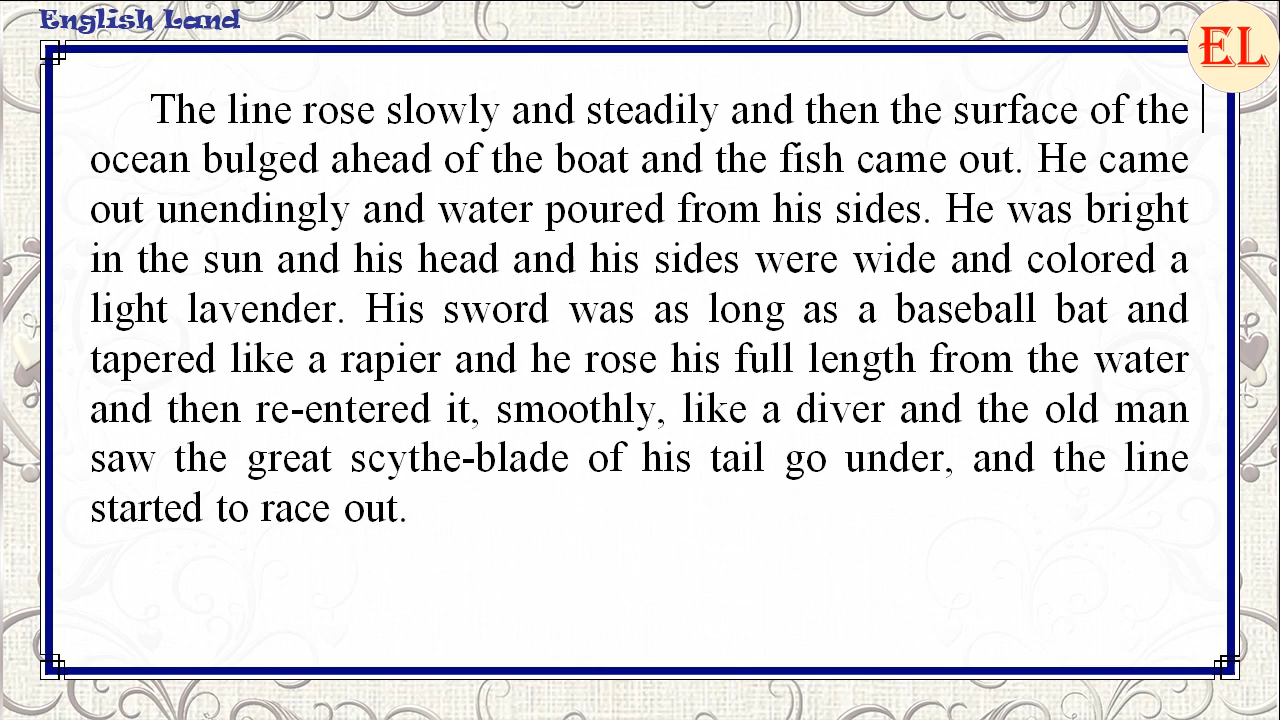 English Land
EL
The line rose slowly and steadily and then the surface of the
ocean bulged ahead of the boat and the fish came out. He came
out unendingly and water poured from his sides. He was bright
in the sun and his head and his sides were wide and colored a
light lavender. His sword was as long as a baseball bat and
tapered like a rapier and he rose his full length from the water
and then re-entered it, smoothly, like a diver and the old man
saw the great scythe-blade of his tail go under, and the line
started to race out.